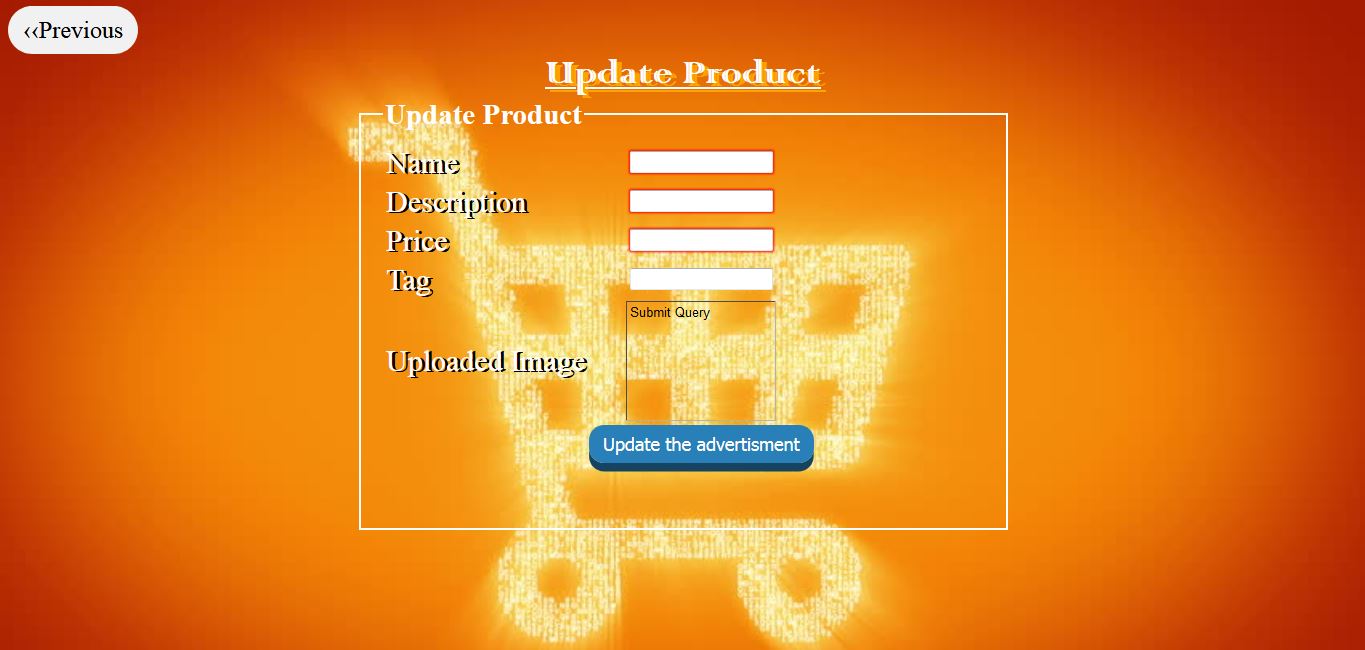 ‹‹Previous
Update Product
Update Product
Name
Description
Price
Tag
Submit Query
Uploaded Image
Update the advertisment